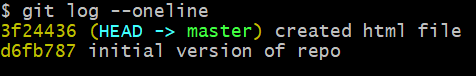 $ git log --oneline
3f24436 (HEAD -> master) created html file
d6fb787 initial version of repo